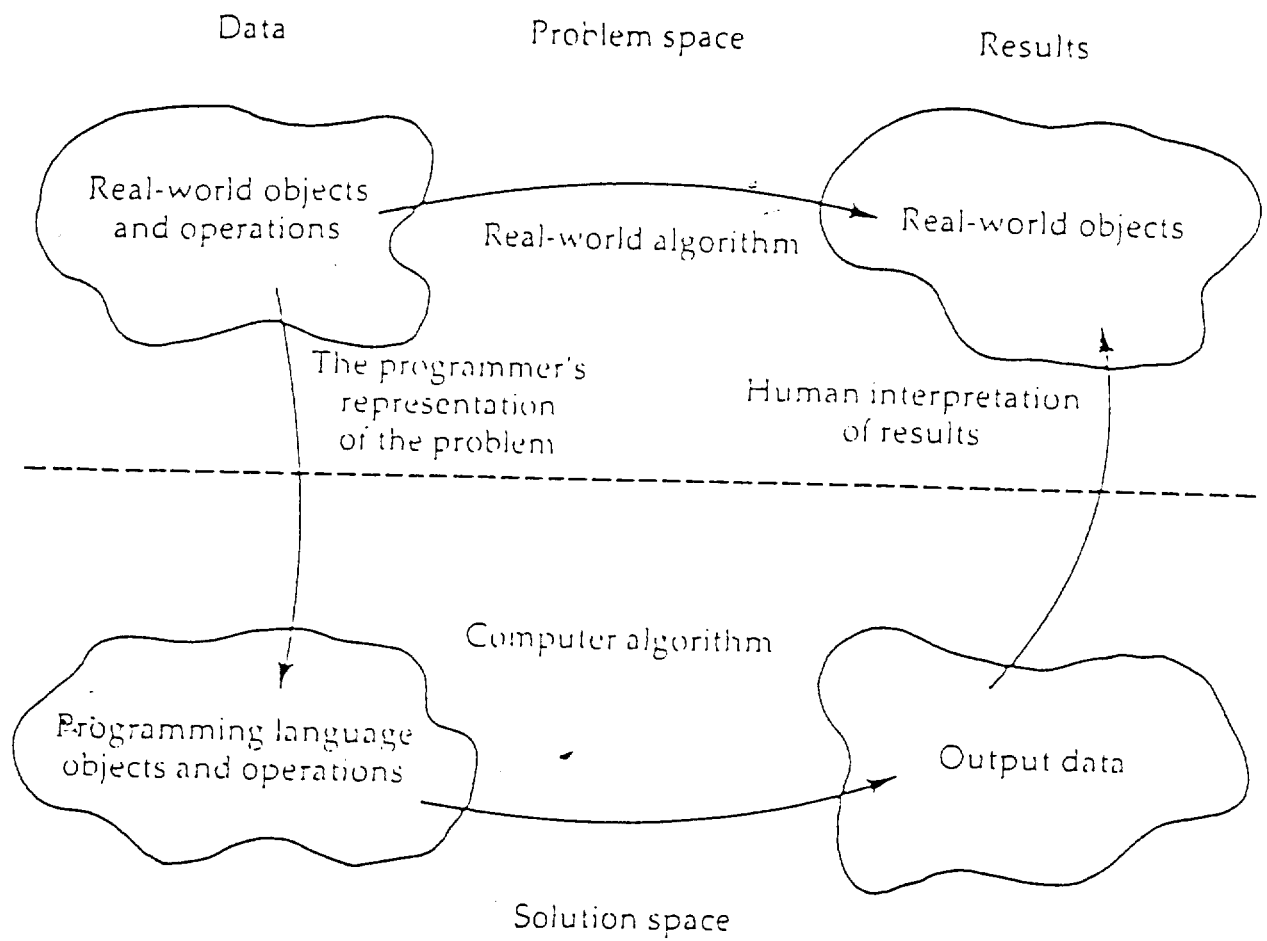 Data
Problem space
Results
Real-world objects
and operations
Real-world algorithm
Real-world objects
The programmer's
representation
of the problem
Human interpretation
of results
Computer algorithm
Programming language
objects and operations
Output data
Solution space